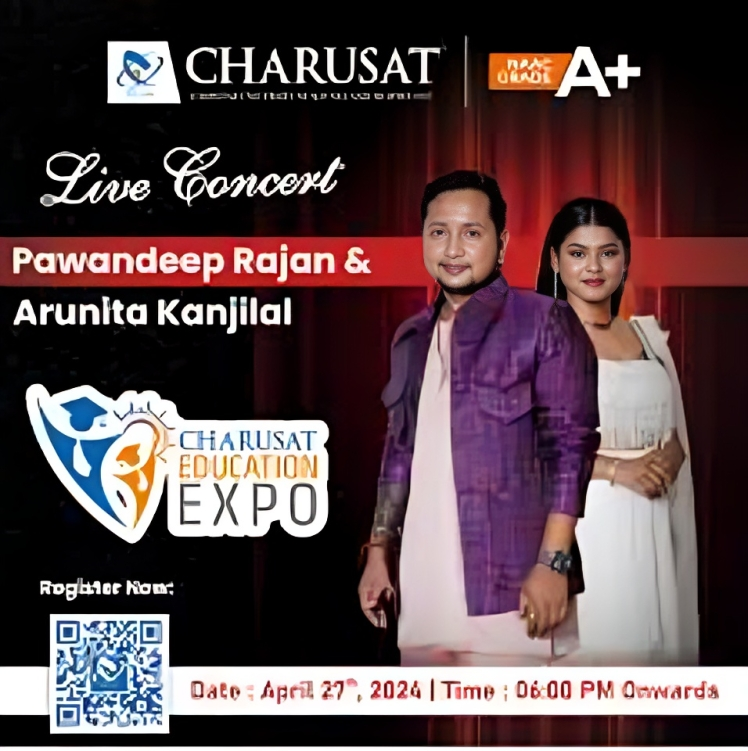 CHARUSAT
NAAC GRADE A+
Live Concert
Pawandeep Rajan &
Arunita Kanjilal
CHARUSAT
EDUCATION
EXPO
Register Now:
Date : April 27th, 2024 | Time : 06:00 PM Onwards